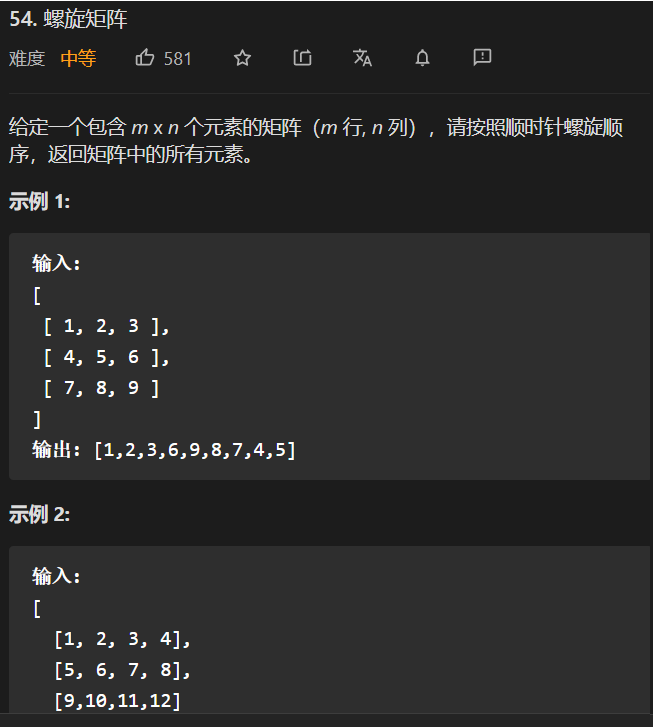 54. 螺旋矩阵
难度 中等 581
给定一个包含 m x n 个元素的矩阵（m 行, n 列），请按照顺时针螺旋顺
序，返回矩阵中的所有元素。
示例 1:
输入:
[
[ 1, 2, 3 ],
[ 4, 5, 6 ],
[ 7, 8, 9 ]
]
输出: [1,2,3,6,9,8,7,4,5]
示例 2:
输入:
[
[1, 2, 3, 4],
[5, 6, 7, 8],
[9,10,11,12]